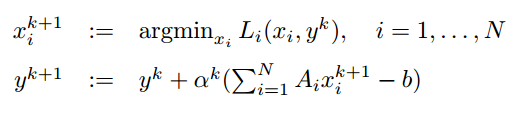 x_i^{k+1} := argmin_{x_i} L_i(x_i, y^k), i = 1, . . . , N
y^{k+1} := y^k + α^k(∑_{i=1}^N A_i x_i^{k+1} − b)